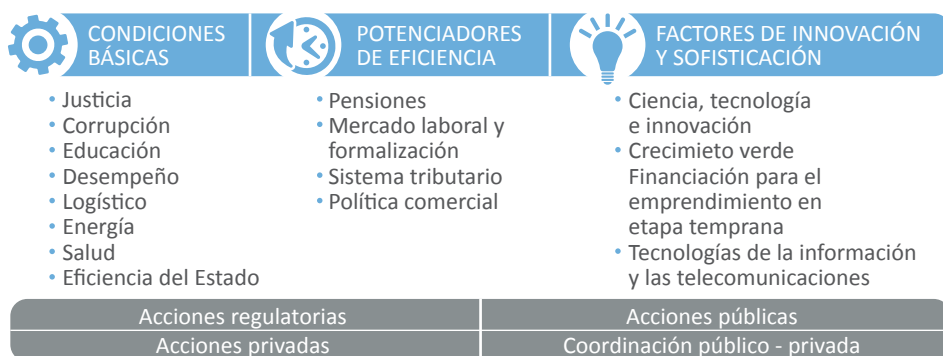 CONDICIONES
BÁSICAS
• Justicia
• Corrupción
• Educación
• Desempeño
• Logístico
• Energía
• Salud
• Eficiencia del Estado
POTENCIADORES
DE EFICIENCIA
• Pensiones
• Mercado laboral y
formalización
• Sistema tributario
• Política comercial
FACTORES DE INNOVACIÓN
Y SOFISTICACIÓN
• Ciencia, tecnología
e innovación
• Crecimieto verde
Financiación para el
emprendimiento en
etapa temprana
• Tecnologías de la información
y las telecomunicaciones
Acciones regulatorias
Acciones públicas
Acciones privadas
Coordinación público - privada